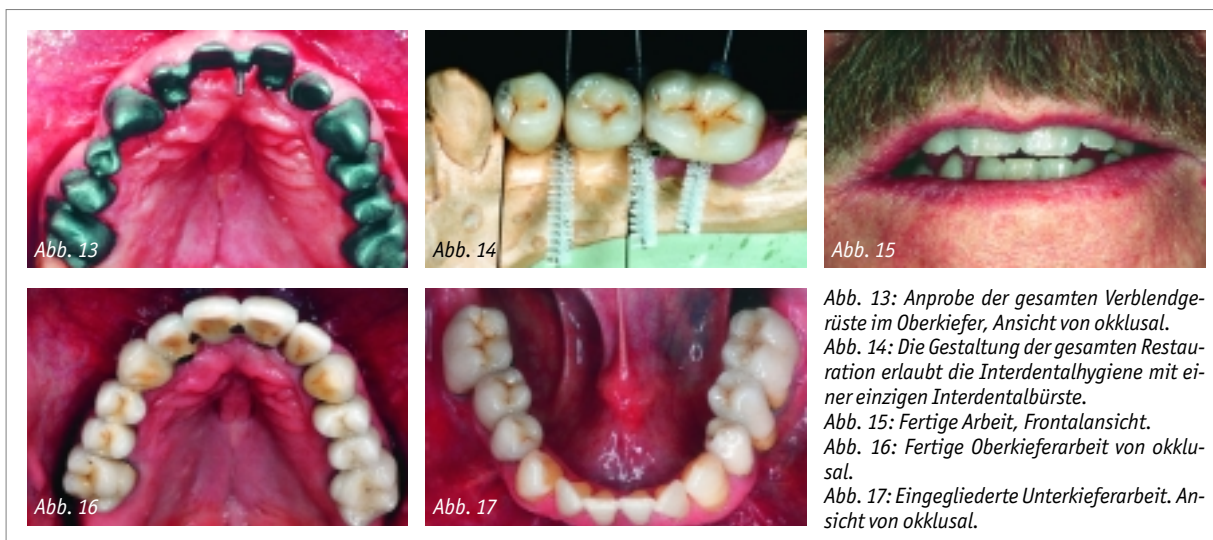 Abb. 13
Abb. 14
Abb. 15
Abb. 16
Abb. 17
Abb. 13: Anprobe der gesamten Verblendge-
rüste im Oberkiefer, Ansicht von okklusal.
Abb. 14: Die Gestaltung der gesamten Restau-
ration erlaubt die Interdentalhygiene mit ei-
ner einzigen Interdentalbürste.
Abb. 15: Fertige Arbeit, Frontalansicht.
Abb. 16: Fertige Oberkieferarbeit von okklu-
sal.
Abb. 17: Eingegliederte Unterkieferarbeit. An-
sicht von okklusal.